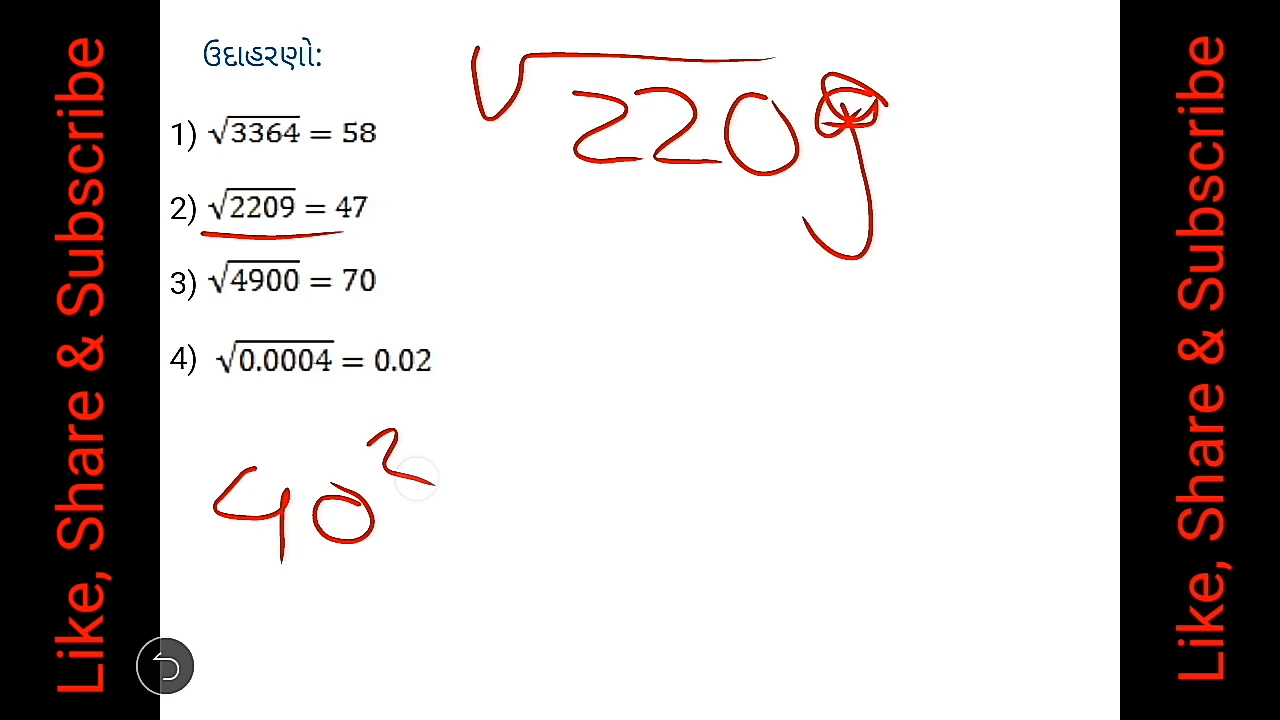 Like, Share & Subscribe
ઉદાહરણો:
1) √3364 = 58
2) √2209 = 47
3) √4900 = 70
4) √0.0004 = 0.02
√2209
40²
Like, Share & Subscribe